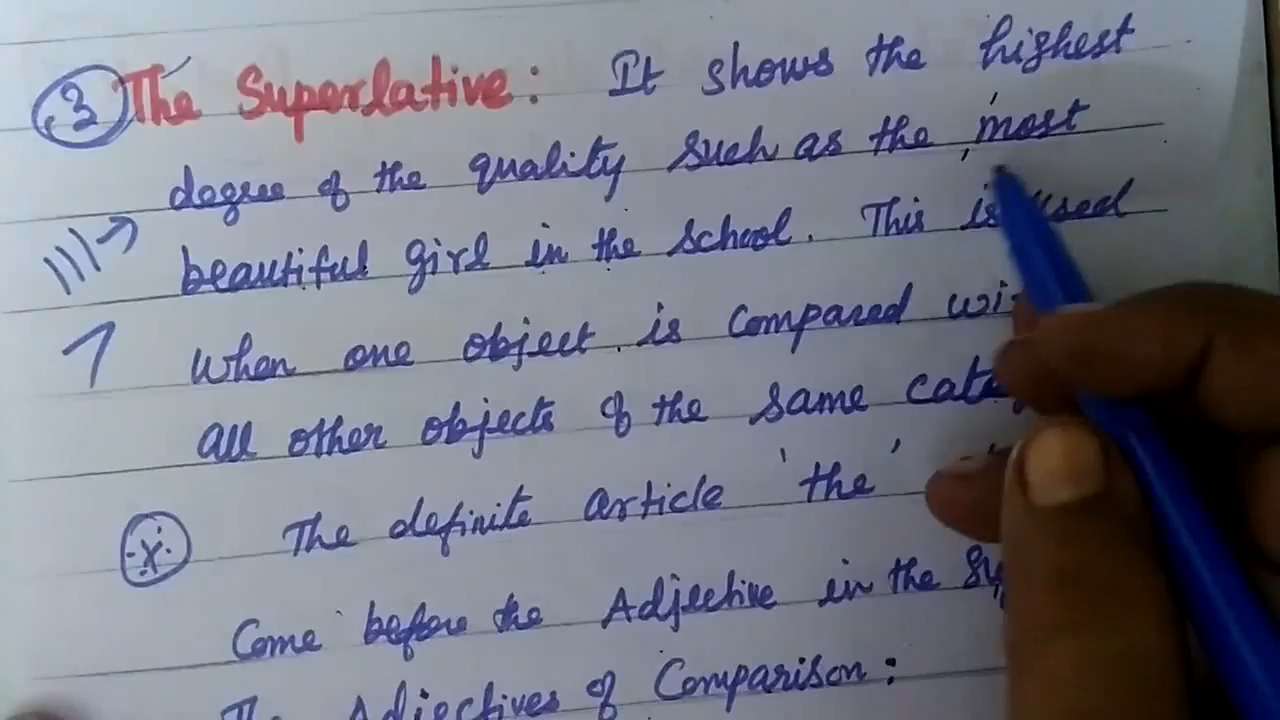 3 The Superlative: It shows the highest
degree of the quality such as the most
beautiful girl in the school. This is used
When one object is compared
all other objects of the same
The definite article 'the'
Come before the Adjective in the
Adjectives of Comparison: